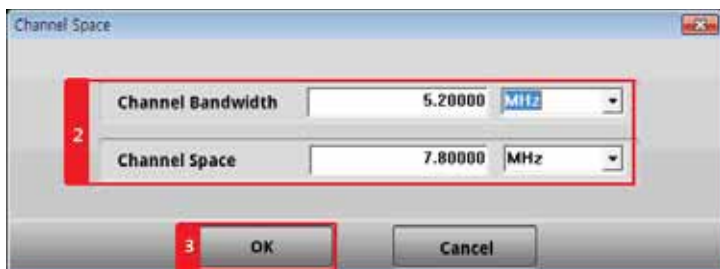 Channel Space
2
Channel Bandwidth 5.20000 MHz
Channel Space 7.80000 MHz
3 OK Cancel